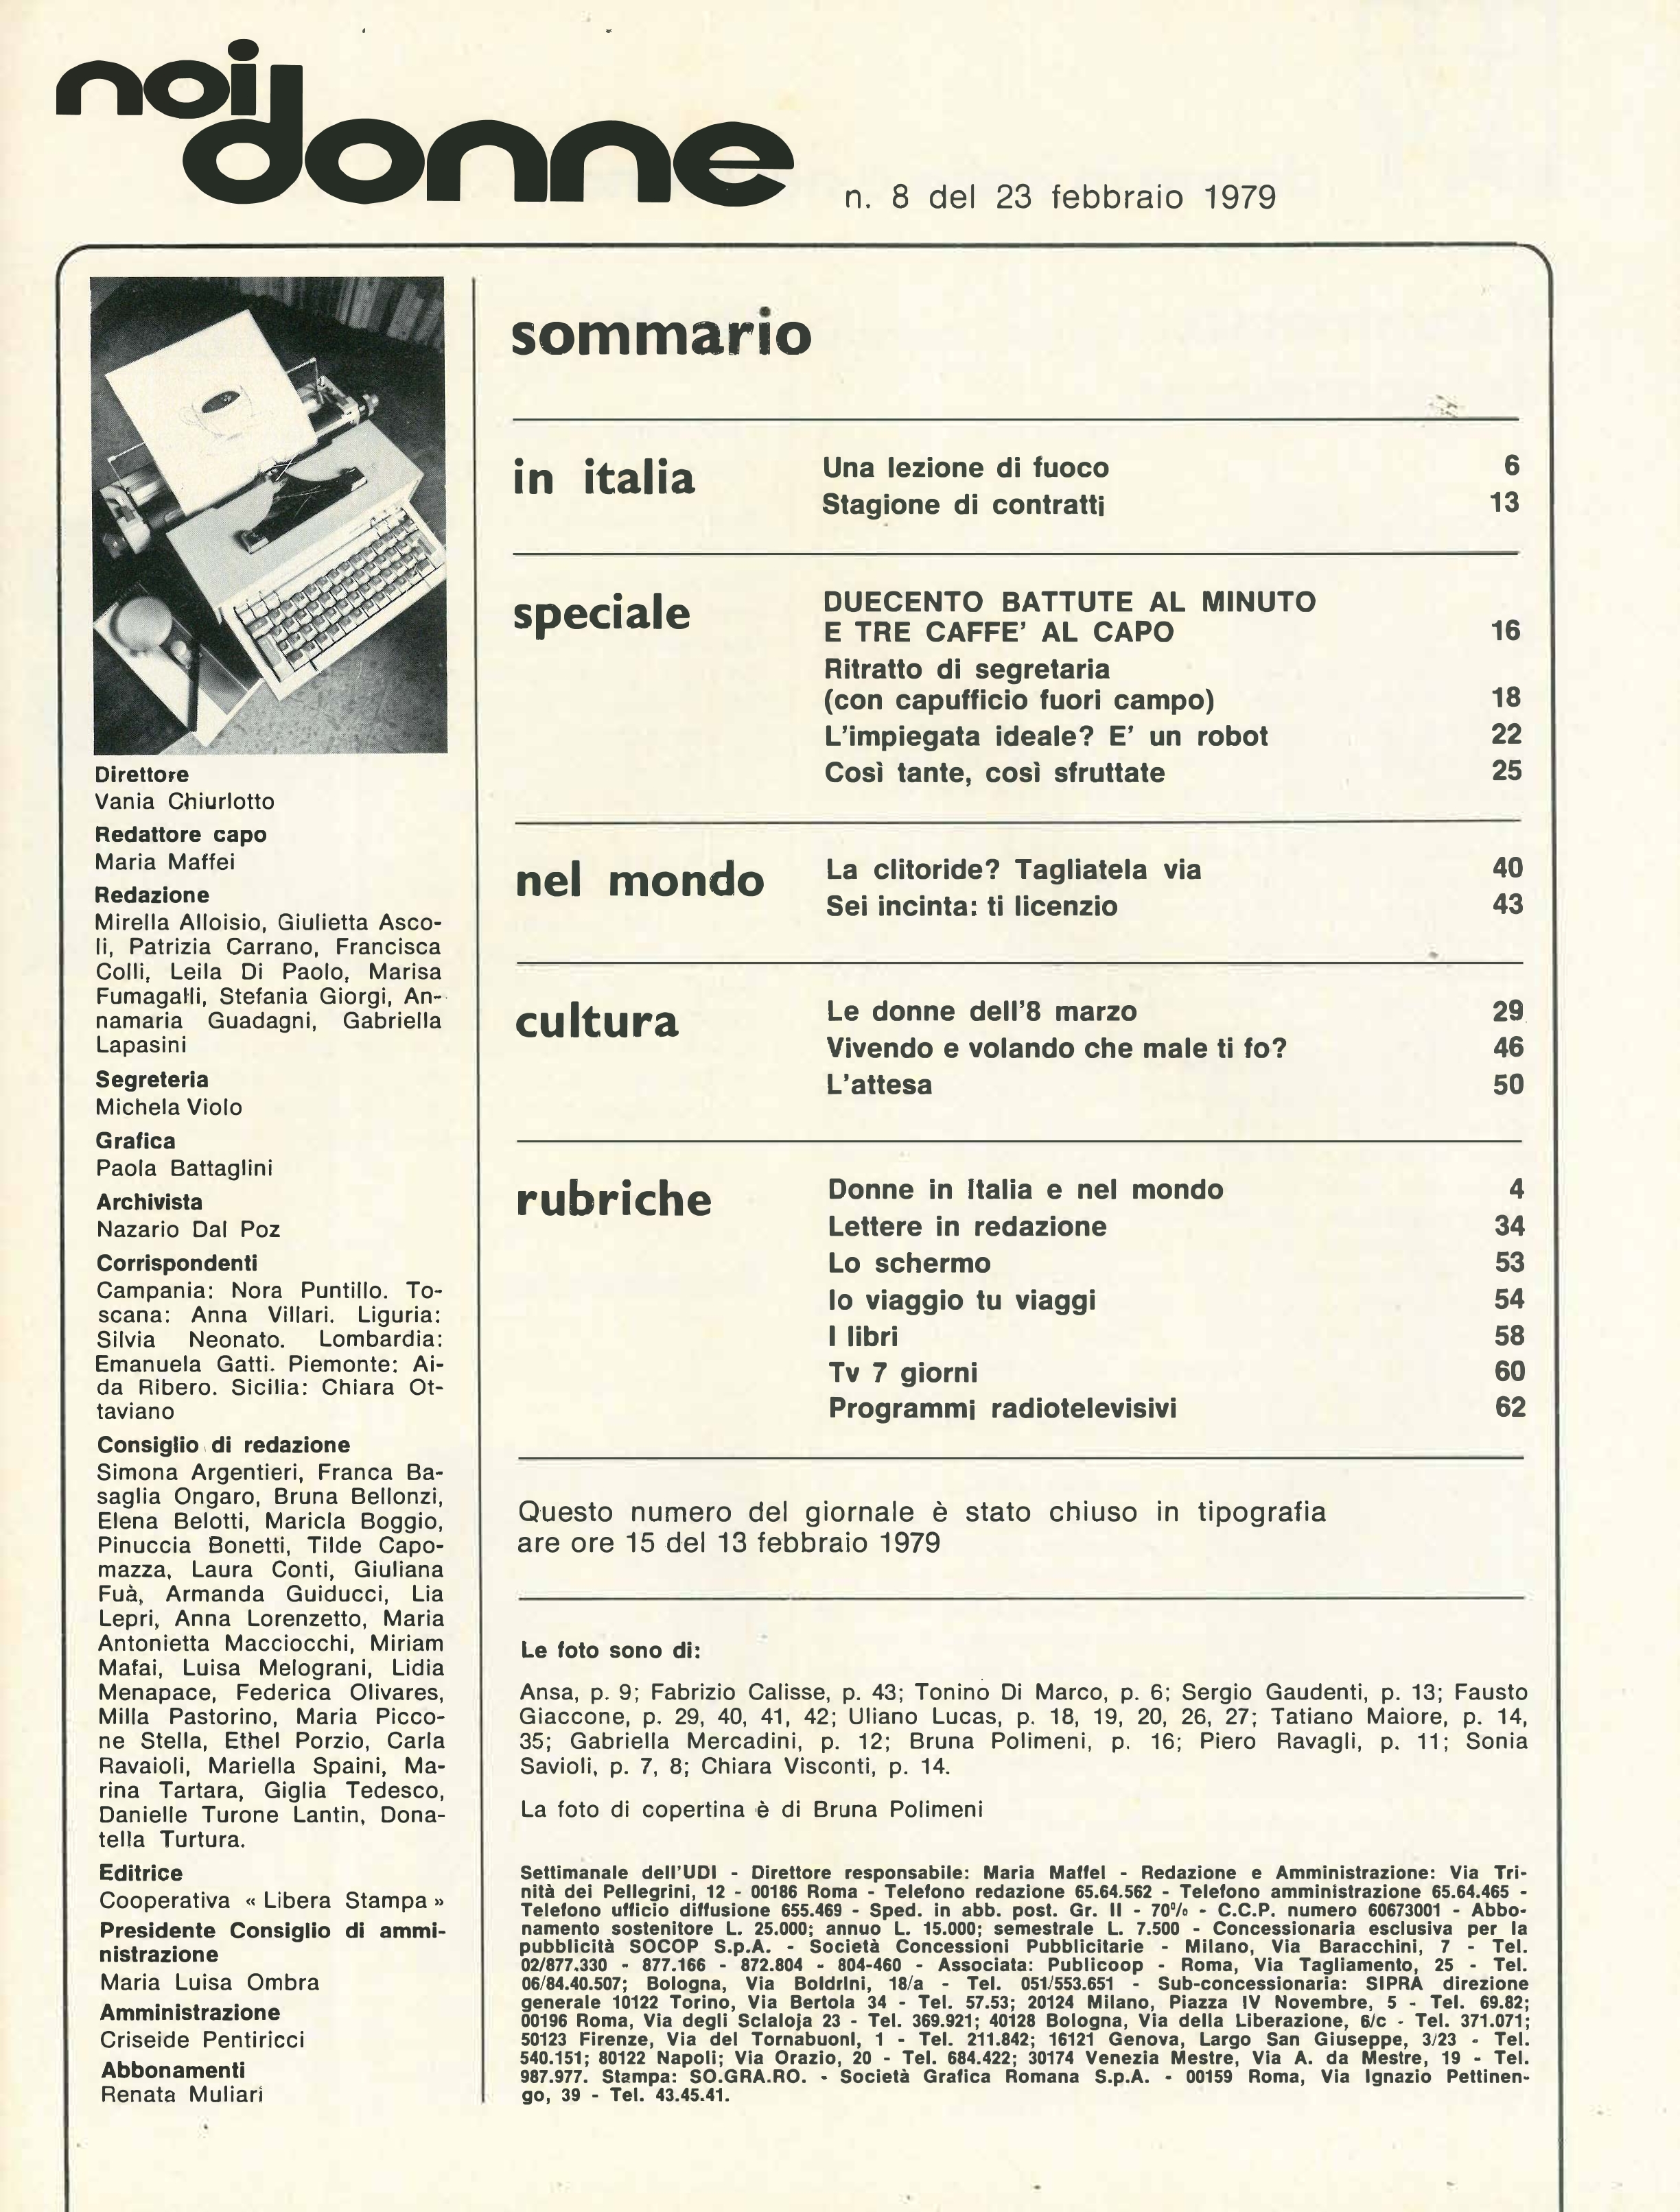 noi
donne
n. 8 del 23 febbraio 1979
Direttore
Vania Chiurlotto
Redattore capo
Maria Maffei
Redazione
Mirella Alloisio, Giulietta Asco-
li, Patrizia Carrano, Francisca
Colli, Leila Di Paolo, Marisa
Fumagalli, Stefania Giorgi, An-
namaria Guadagni, Gabriella
Lapasini
Segreteria
Michela Violo
Grafica
Paola Battaglini
Archivista
Nazario Dal Poz
Corrispondenti
Campania: Nora Puntillo. To-
scana: Anna Villari. Liguria:
Silvia Neonato. Lombardia:
Emanuela Gatti. Piemonte: Ai-
da Ribero. Sicilia: Chiara Ot-
taviano
Consiglio di redazione
Simona Argentieri, Franca Ba-
saglia Ongaro, Bruna Bellonzi,
Elena Belotti, Maricla Boggio,
Pinuccia Bonetti, Tilde Capo-
mazza, Laura Conti, Giuliana
Fuà, Armanda Guiducci, Lia
Lepri, Anna Lorenzetto, Maria
Antonietta Macciocchi, Miriam
Mafai, Luisa Melograni, Lidia
Menapace, Federica Olivares,
Milla Pastorino, Maria Picco-
ne Stella, Ethel Porzio, Carla
Ravaioli, Mariella Spaini, Ma-
rina Tartara, Giglia Tedesco,
Danielle Turone Lantin, Dona-
tella Turtura.
Editrice
Cooperativa « Libera Stampa »
Presidente Consiglio di ammi-
nistrazione
Maria Luisa Ombra
Amministrazione
Criseide Pentiricci
Abbonamenti
Renata Muliari
sommario
in italia
Una lezione di fuoco 6
Stagione di contratti 13
speciale
DUECENTO BATTUTE AL MINUTO
E TRE CAFFE' AL CAPO 16
Ritratto di segretaria
(con capufficio fuori campo) 18
L'impiegata ideale? E' un robot 22
Così tante, così sfruttate 25
nel mondo
La clitoride? Tagliatela via 40
Sei incinta: ti licenzio 43
cultura
Le donne dell'8 marzo 29
Vivendo e volando che male ti fo? 46
L'attesa 50
rubriche
Donne in Italia e nel mondo 4
Lettere in redazione 34
Lo schermo 53
Io viaggio tu viaggi 54
I libri 58
Tv 7 giorni 60
Programmi radiotelevisivi 62
Questo numero del giornale è stato chiuso in tipografia
are ore 15 del 13 febbraio 1979
Le foto sono di:
Ansa, p. 9; Fabrizio Calisse, p. 43; Tonino Di Marco, p. 6; Sergio Gaudenti, p. 13; Fausto
Giaccone, p. 29, 40, 41, 42; Uliano Lucas, p. 18, 19, 20, 26, 27; Tatiano Maiore, p. 14,
35; Gabriella Mercadini, p. 12; Bruna Polimeni, p. 16; Piero Ravagli, p. 11; Sonia
Savioli, p. 7, 8; Chiara Visconti, p. 14.
La foto di copertina è di Bruna Polimeni
Settimanale dell'UDI - Direttore responsabile: Maria Maffel - Redazione e Amministrazione: Via Tri-
nità dei Pellegrini, 12 - 00186 Roma - Telefono redazione 65.64.562 - Telefono amministrazione 65.64.465 -
Telefono ufficio diffusione 655.469 - Sped. in abb. post. Gr. II - 70% - C.C.P. numero 60673001 - Abbo-
namento sostenitore L. 25.000; annuo L. 15.000; semestrale L. 7.500 - Concessionaria esclusiva per la
pubblicità SOCOP S.p.A. - Società Concessioni Pubblicitarie - Milano, Via Baracchini, 7 - Tel.
02/877.330 - 877.166 - 872.804 - 804-460 - Associata: Publicoop - Roma, Via Tagliamento, 25 - Tel.
06/84.40.507; Bologna, Via Boldrini, 18/a - Tel. 051/553.651 - Sub-concessionaria: SIPRA direzione
generale 10122 Torino, Via Bertola 34 - Tel. 57.53; 20124 Milano, Piazza IV Novembre, 5 - Tel. 69.82;
00196 Roma, Via degli Sclaloja 23 - Tel. 369.921; 40128 Bologna, Via della Liberazione, 6/c - Tel. 371.071;
50123 Firenze, Via del Tornabuonl, 1 - Tel. 211.842; 16121 Genova, Largo San Giuseppe, 3/23 - Tel.
540.151; 80122 Napoli; Via Orazio, 20 - Tel. 684.422; 30174 Venezia Mestre, Via A. da Mestre, 19 - Tel.
987.977. Stampa: SO.GRA.RO. - Società Grafica Romana S.p.A. - 00159 Roma, Via Ignazio Pettinen-
go, 39 - Tel. 43.45.41.